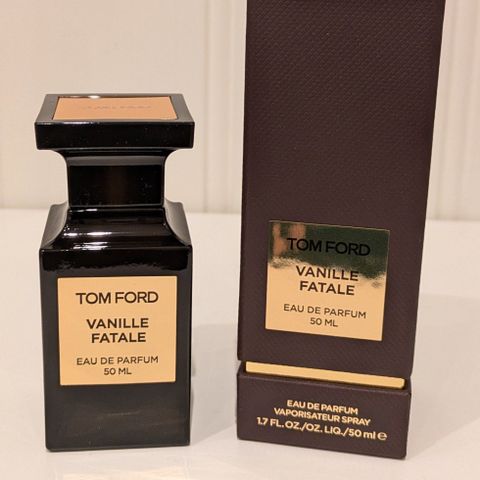 TOM FORD
VANILLE
FATALE
EAU DE PARFUM
50 ML
TOM FORD
VANILLE
FATALE
EAU DE PARFUM
50 ML
EAU DE PARFUM
VAPORISATEUR SPRAY
1.7 FL. OZ./OZ. LIQ./50 ml e